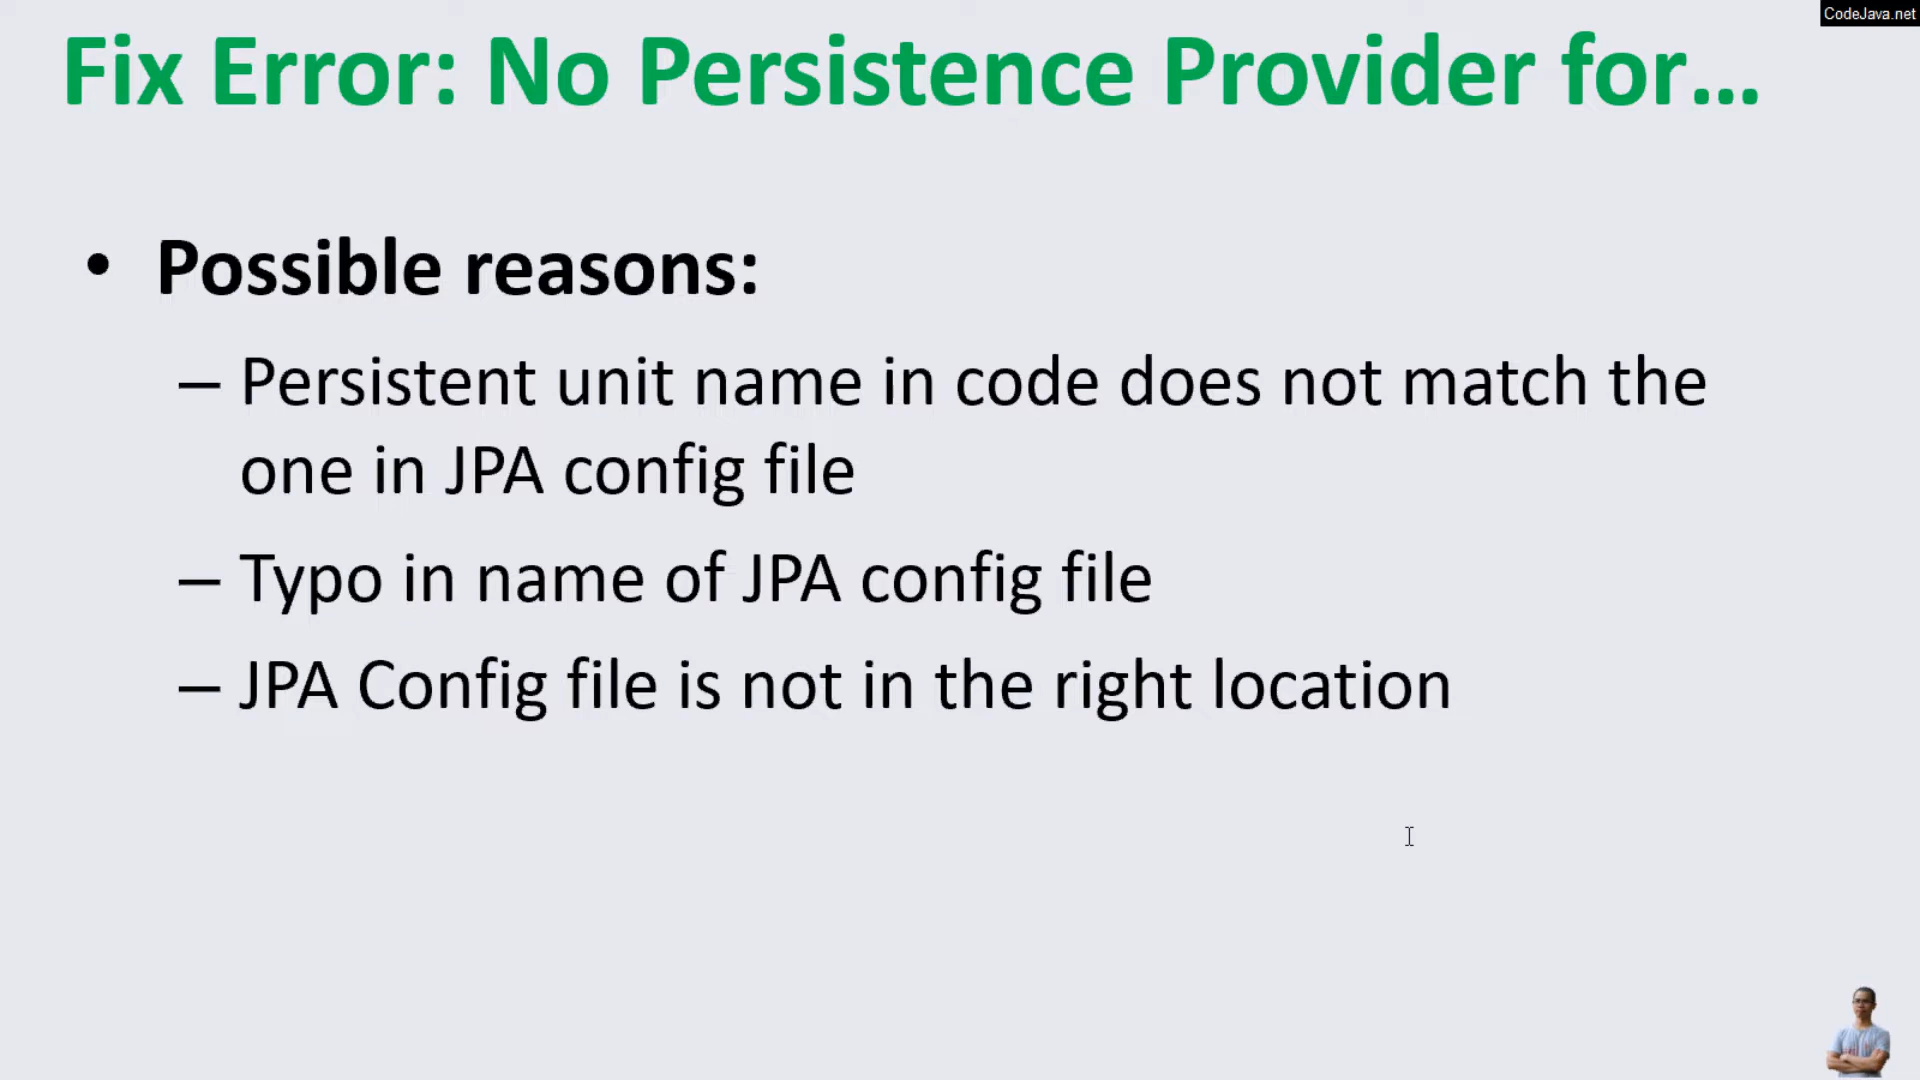 CodeJava.net
Fix Error: No Persistence Provider for...
• Possible reasons:
– Persistent unit name in code does not match the
one in JPA config file
– Typo in name of JPA config file
– JPA Config file is not in the right location